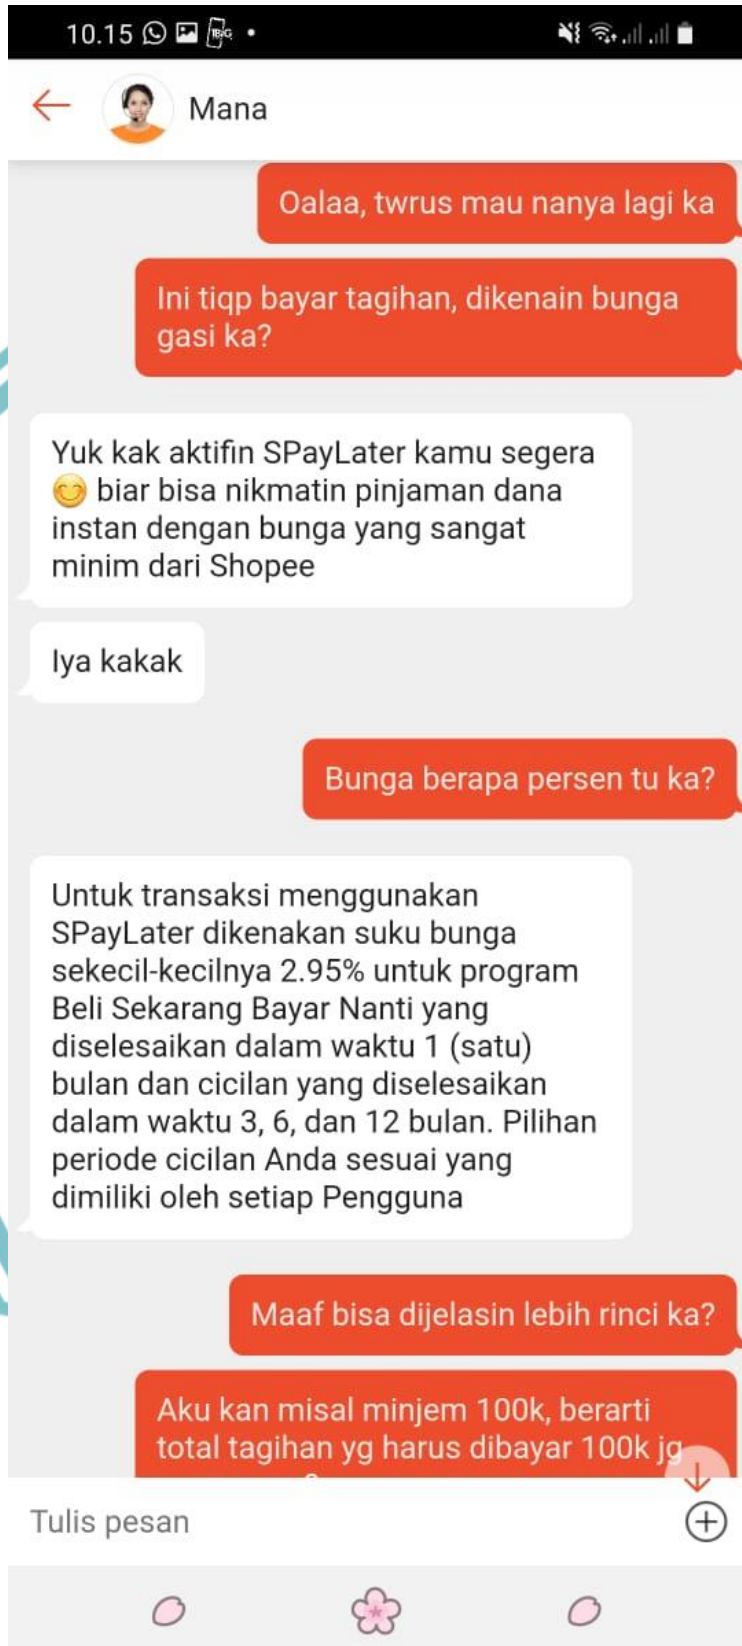 10.15
Mana
Oalaa, twrus mau nanya lagi ka
Ini tiqp bayar tagihan, dikenain bunga
gasi ka?
Yuk kak aktifin SPayLater kamu segera
😊 biar bisa nikmatin pinjaman dana
instan dengan bunga yang sangat
minim dari Shopee
Iya kakak
Bunga berapa persen tu ka?
Untuk transaksi menggunakan
SPayLater dikenakan suku bunga
sekecil-kecilnya 2.95% untuk program
Beli Sekarang Bayar Nanti yang
diselesaikan dalam waktu 1 (satu)
bulan dan cicilan yang diselesaikan
dalam waktu 3, 6, dan 12 bulan. Pilihan
periode cicilan Anda sesuai yang
dimiliki oleh setiap Pengguna
Maaf bisa dijelasin lebih rinci ka?
Aku kan misal minjem 100k, berarti
total tagihan yg harus dibayar 100k jg
Tulis pesan